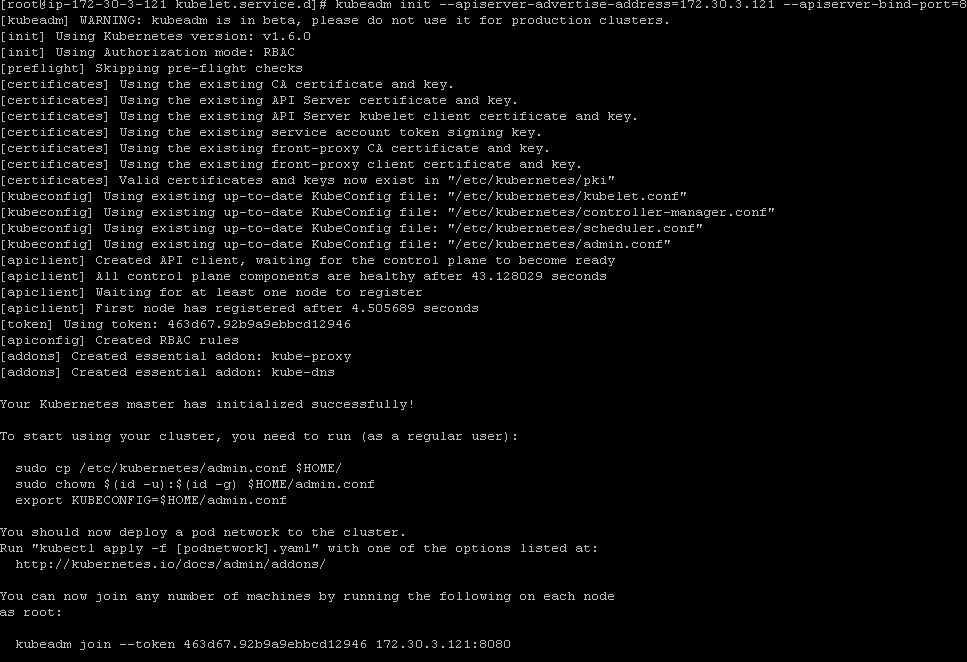 [root@ip-172-30-3-121 kubelet.service.d]# kubeadm init --apiserver-advertise-address=172.30.3.121 --apiserver-bind-port=8
[kubeadm] WARNING: kubeadm is in beta, please do not use it for production clusters.
[init] Using Kubernetes version: v1.6.0
[init] Using Authorization mode: RBAC
[preflight] Skipping pre-flight checks
[certificates] Using the existing CA certificate and key.
[certificates] Using the existing API Server certificate and key.
[certificates] Using the existing API Server kubelet client certificate and key.
[certificates] Using the existing service account token signing key.
[certificates] Using the existing front-proxy CA certificate and key.
[certificates] Using the existing front-proxy client certificate and key.
[certificates] Valid certificates and keys now exist in "/etc/kubernetes/pki"
[kubeconfig] Using existing up-to-date KubeConfig file: "/etc/kubernetes/kubelet.conf"
[kubeconfig] Using existing up-to-date KubeConfig file: "/etc/kubernetes/controller-manager.conf"
[kubeconfig] Using existing up-to-date KubeConfig file: "/etc/kubernetes/scheduler.conf"
[kubeconfig] Using existing up-to-date KubeConfig file: "/etc/kubernetes/admin.conf"
[apiclient] Created API client, waiting for the control plane to become ready
[apiclient] All control plane components are healthy after 43.128029 seconds
[apiclient] Waiting for at least one node to register
[apiclient] First node has registered after 4.505689 seconds
[token] Using token: 463d67.92b9a9ebbcd12946
[apiconfig] Created RBAC rules
[addons] Created essential addon: kube-proxy
[addons] Created essential addon: kube-dns

Your Kubernetes master has initialized successfully!

To start using your cluster, you need to run (as a regular user):

  sudo cp /etc/kubernetes/admin.conf $HOME/
  sudo chown $(id -u):$(id -g) $HOME/admin.conf
  export KUBECONFIG=$HOME/admin.conf

You should now deploy a pod network to the cluster.
Run "kubectl apply -f [podnetwork].yaml" with one of the options listed at:
  http://kubernetes.io/docs/admin/addons/

You can now join any number of machines by running the following on each node
as root:

  kubeadm join --token 463d67.92b9a9ebbcd12946 172.30.3.121:8080